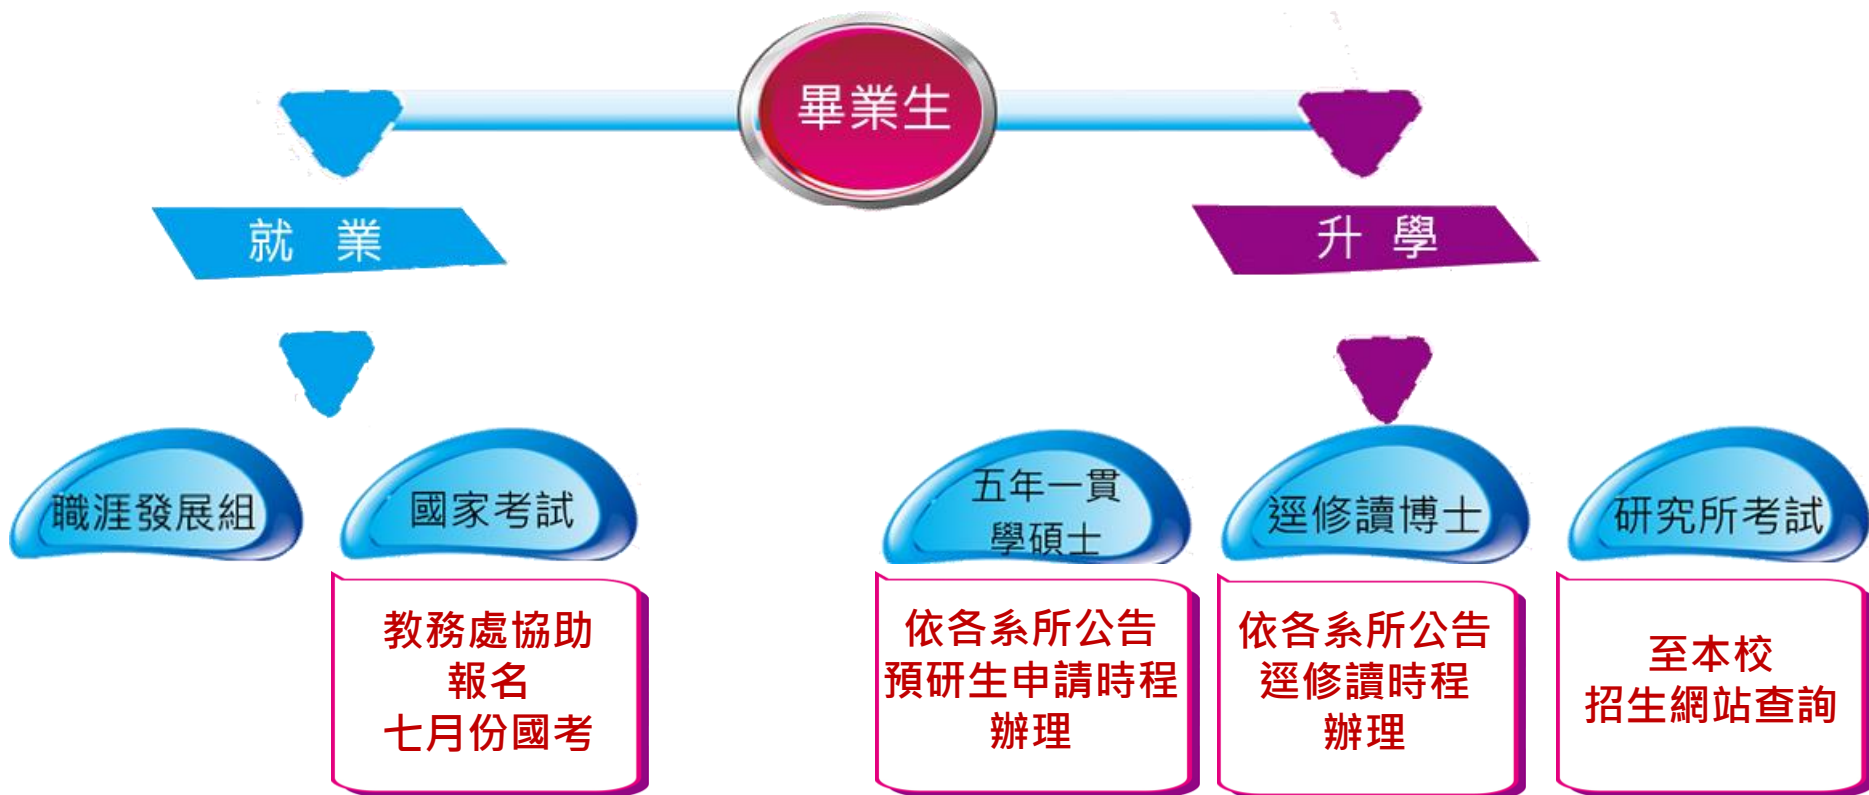 畢業生
就 業
升 學
職涯發展組
國家考試
五年一貫
學碩士
逕修讀博士
研究所考試
教務處協助
報名
七月份國考
依各系所公告
預研生申請時程
辦理
依各系所公告
逕修讀時程
辦理
至本校
招生網站查詢